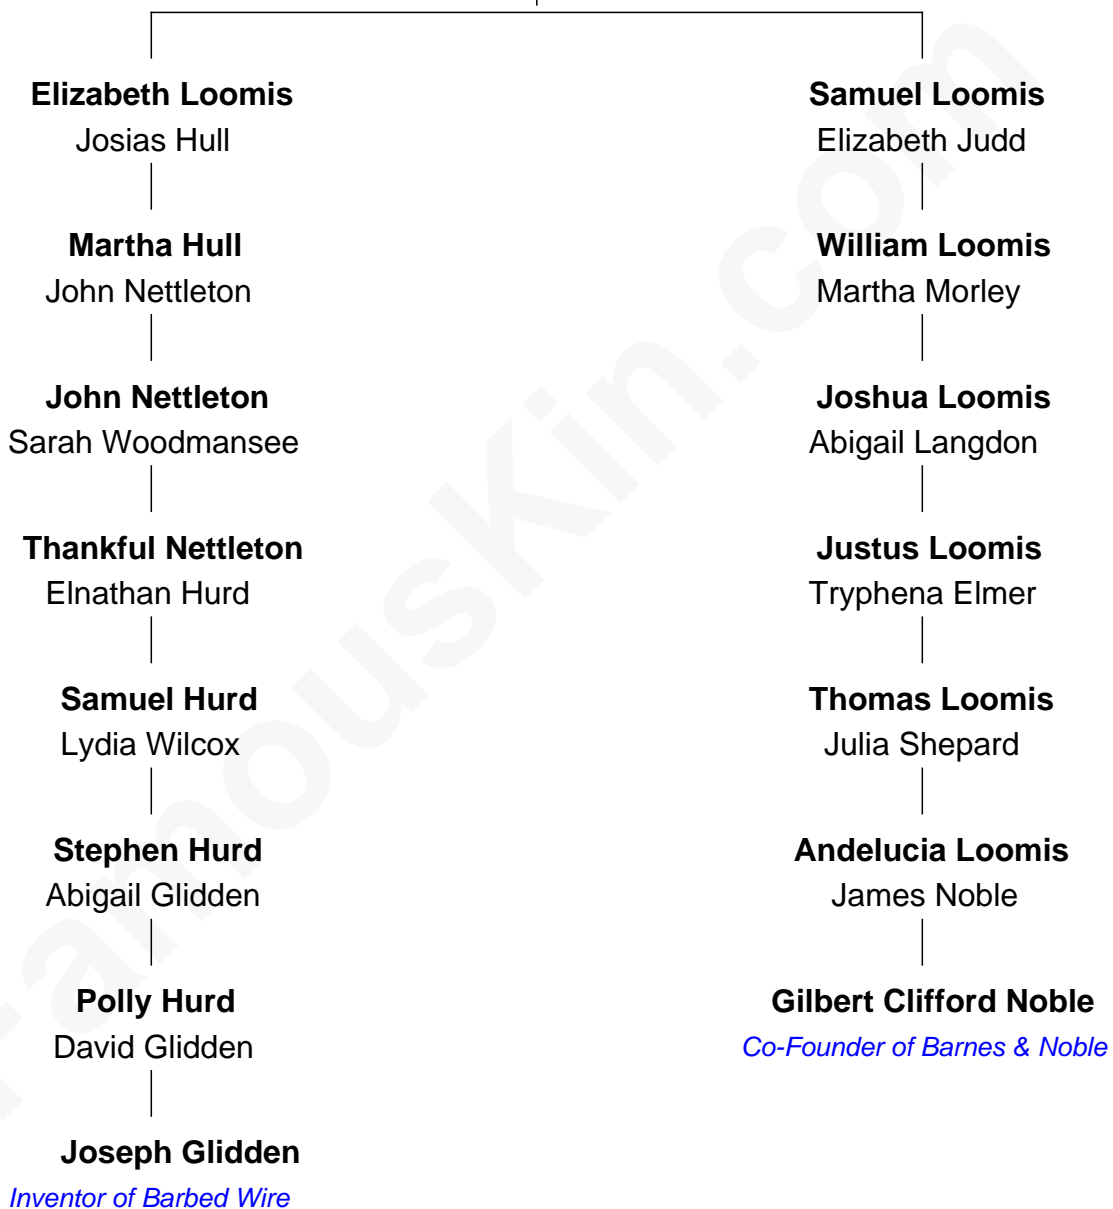 Elizabeth Loomis
Josias Hull
Martha Hull
John Nettleton
John Nettleton
Sarah Woodmansee
Thankful Nettleton
Elnathan Hurd
Samuel Hurd
Lydia Wilcox
Stephen Hurd
Abigail Glidden
Polly Hurd
David Glidden
Joseph Glidden
Inventor of Barbed Wire
Samuel Loomis
Elizabeth Judd
William Loomis
Martha Morley
Joshua Loomis
Abigail Langdon
Justus Loomis
Tryphena Elmer
Thomas Loomis
Julia Shepard
Andelucia Loomis
James Noble
Gilbert Clifford Noble
Co-Founder of Barnes & Noble
FamousKin.com